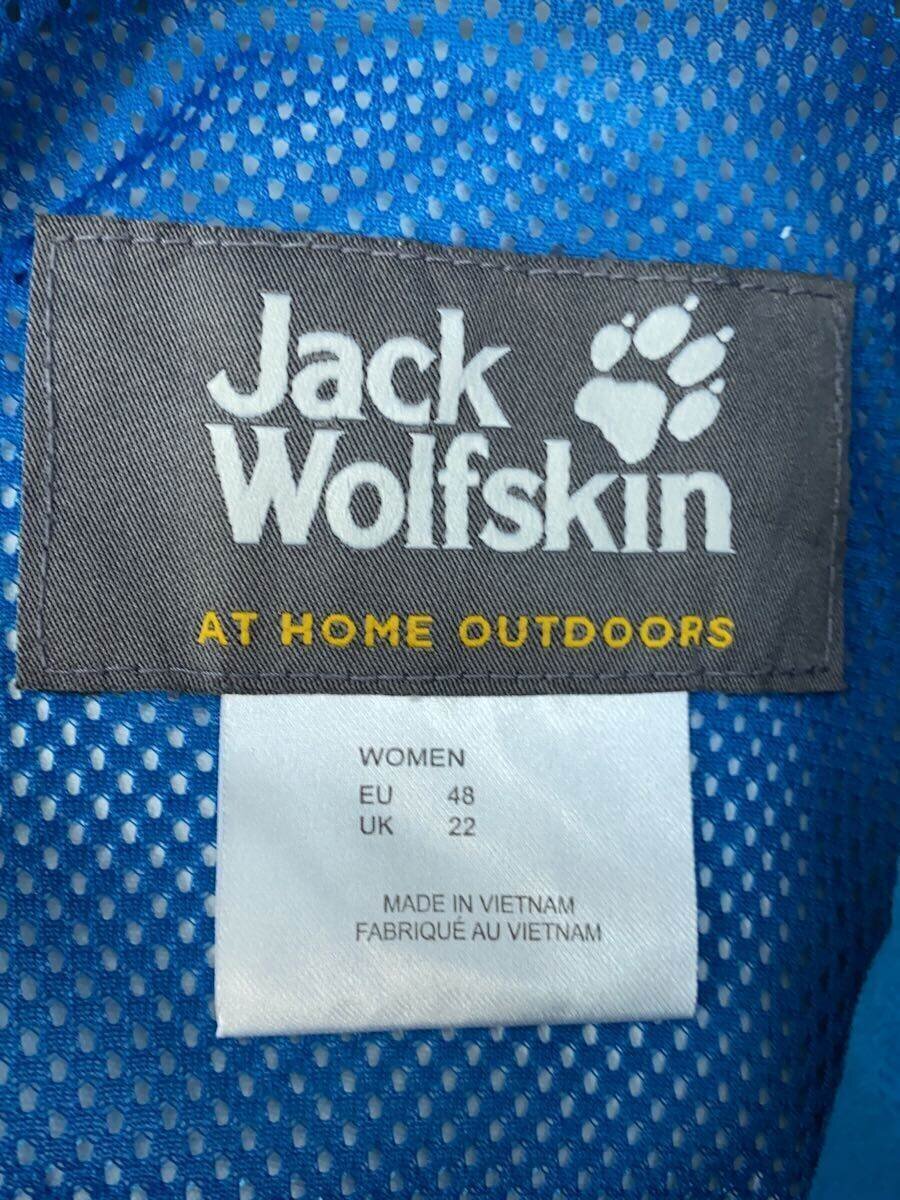 Jack
Wolfskin
AT HOME OUTDOORS
WOMEN
EU 48
UK 22
MADE IN VIETNAM
FABRIQUÉ AU VIETNAM